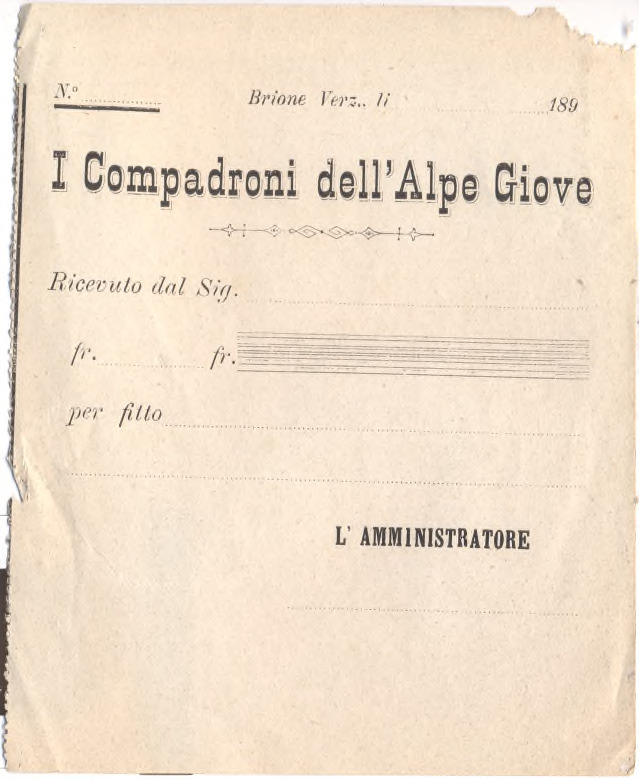 N.º ............ Brione Verz., li ............ 189
I Compadroni dell'Alpe Giove
Ricevuto dal Sig. ............
fr. ............ fr.
per fitto ............
............
L' AMMINISTRATORE
............